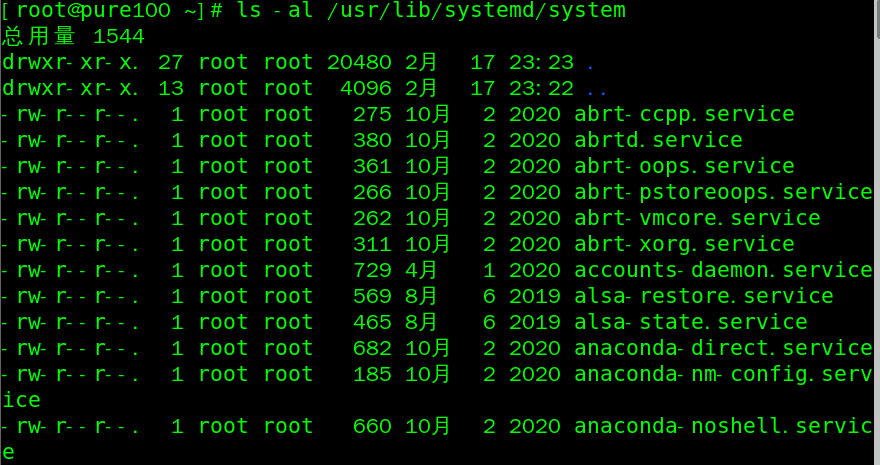 [root@pure100 ~]# ls -al /usr/lib/systemd/system
总用量 1544
drwxr-xr-x. 27 root root 20480 2月 17 23:23 .
drwxr-xr-x. 13 root root 4096 2月 17 23:22 ..
-rw-r--r--. 1 root root 275 10月 2 2020 abrt-ccpp.service
-rw-r--r--. 1 root root 380 10月 2 2020 abrtd.service
-rw-r--r--. 1 root root 361 10月 2 2020 abrt-oops.service
-rw-r--r--. 1 root root 266 10月 2 2020 abrt-pstoreoops.service
-rw-r--r--. 1 root root 262 10月 2 2020 abrt-vmcore.service
-rw-r--r--. 1 root root 311 10月 2 2020 abrt-xorg.service
-rw-r--r--. 1 root root 729 4月 1 2020 accounts-daemon.service
-rw-r--r--. 1 root root 569 8月 6 2019 alsa-restore.service
-rw-r--r--. 1 root root 465 8月 6 2019 alsa-state.service
-rw-r--r--. 1 root root 682 10月 2 2020 anaconda-direct.service
-rw-r--r--. 1 root root 185 10月 2 2020 anaconda-nm-config.serv
ice
-rw-r--r--. 1 root root 660 10月 2 2020 anaconda-noshell.servic
e